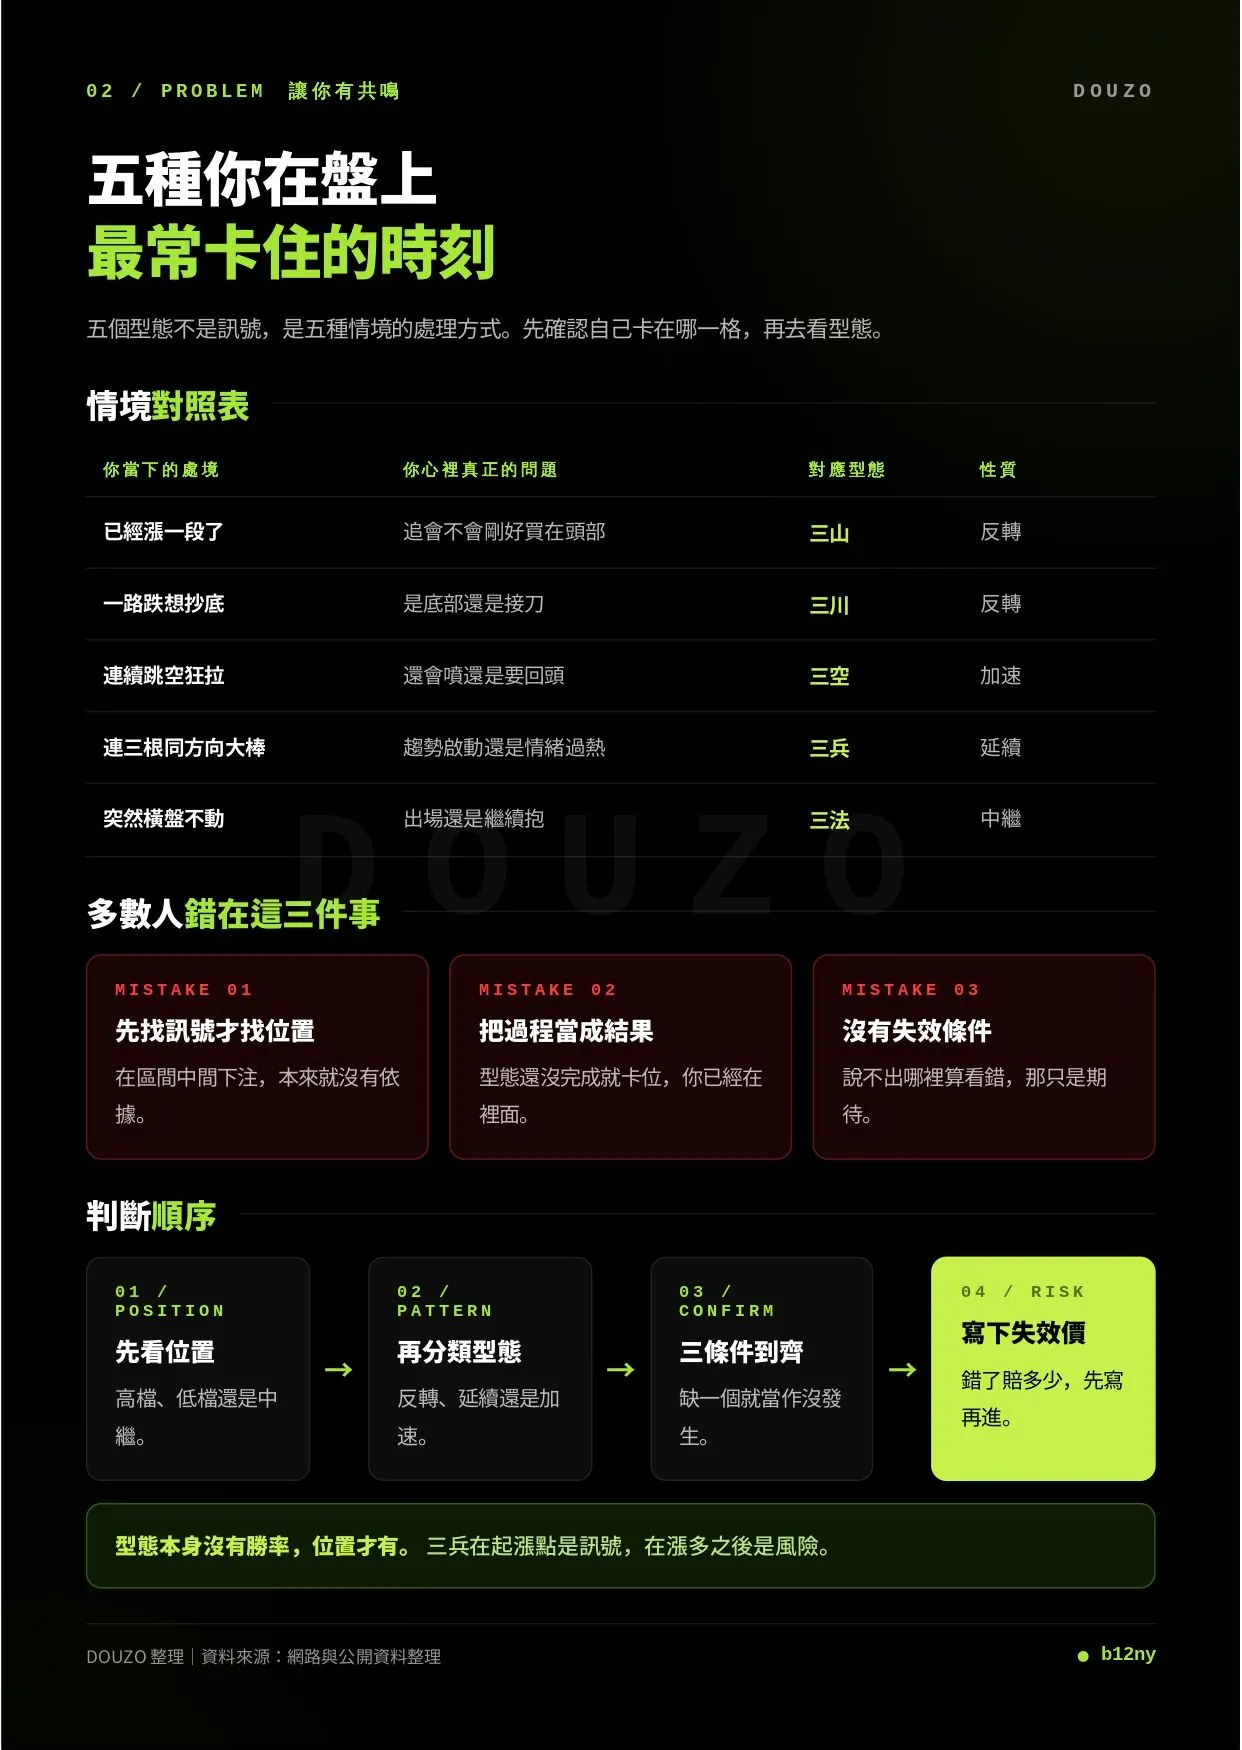 02 / PROBLEM 讓你有共鳴
DOUZO
五種你在盤上
最常卡住的時刻
五個型態不是訊號，是五種情境的處理方式。先確認自己卡在哪一格，再去看型態。
情境對照表
你當下的處境 你心裡真正的問題 對應型態 性質
已經漲一段了 追會不會剛好買在頭部 三山 反轉
一路跌想抄底 是底部還是接刀 三川 反轉
連續跳空狂拉 還會噴還是要回頭 三空 加速
連三根同方向大棒 趨勢啟動還是情緒過熱 三兵 延續
突然橫盤不動 出場還是繼續抱 三法 中繼
DOUZO
多數人錯在這三件事
MISTAKE 01
先找訊號才找位置
在區間中間下注，本來就沒有依
據。
MISTAKE 02
把過程當成結果
型態還沒完成就卡位，你已經在
裡面。
MISTAKE 03
沒有失效條件
說不出哪裡算看錯，那只是期
待。
判斷順序
01 /
POSITION
先看位置
高檔、低檔還是中
繼。
→
02 /
PATTERN
再分類型態
反轉、延續還是加
速。
→
03 /
CONFIRM
三條件到齊
缺一個就當作沒發
生。
→
04 / RISK
寫下失效價
錯了賠多少，先寫
再進。
型態本身沒有勝率，位置才有。 三兵在起漲點是訊號，在漲多之後是風險。
DOUZO 整理｜資料來源：網路與公開資料整理
● b12ny